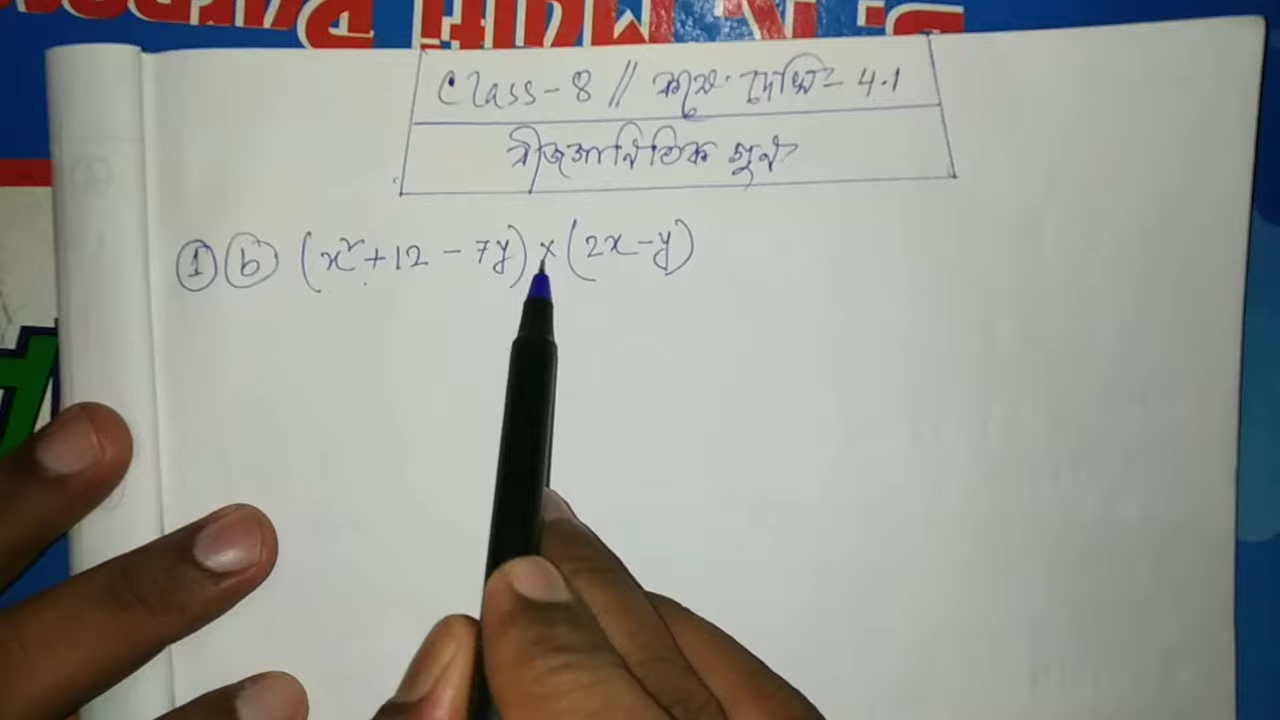 Class-8 // কষে দেখি- 4.1
বীজগানিতিক গুন
① ⓑ (x²+12-7y)×(2x-y)